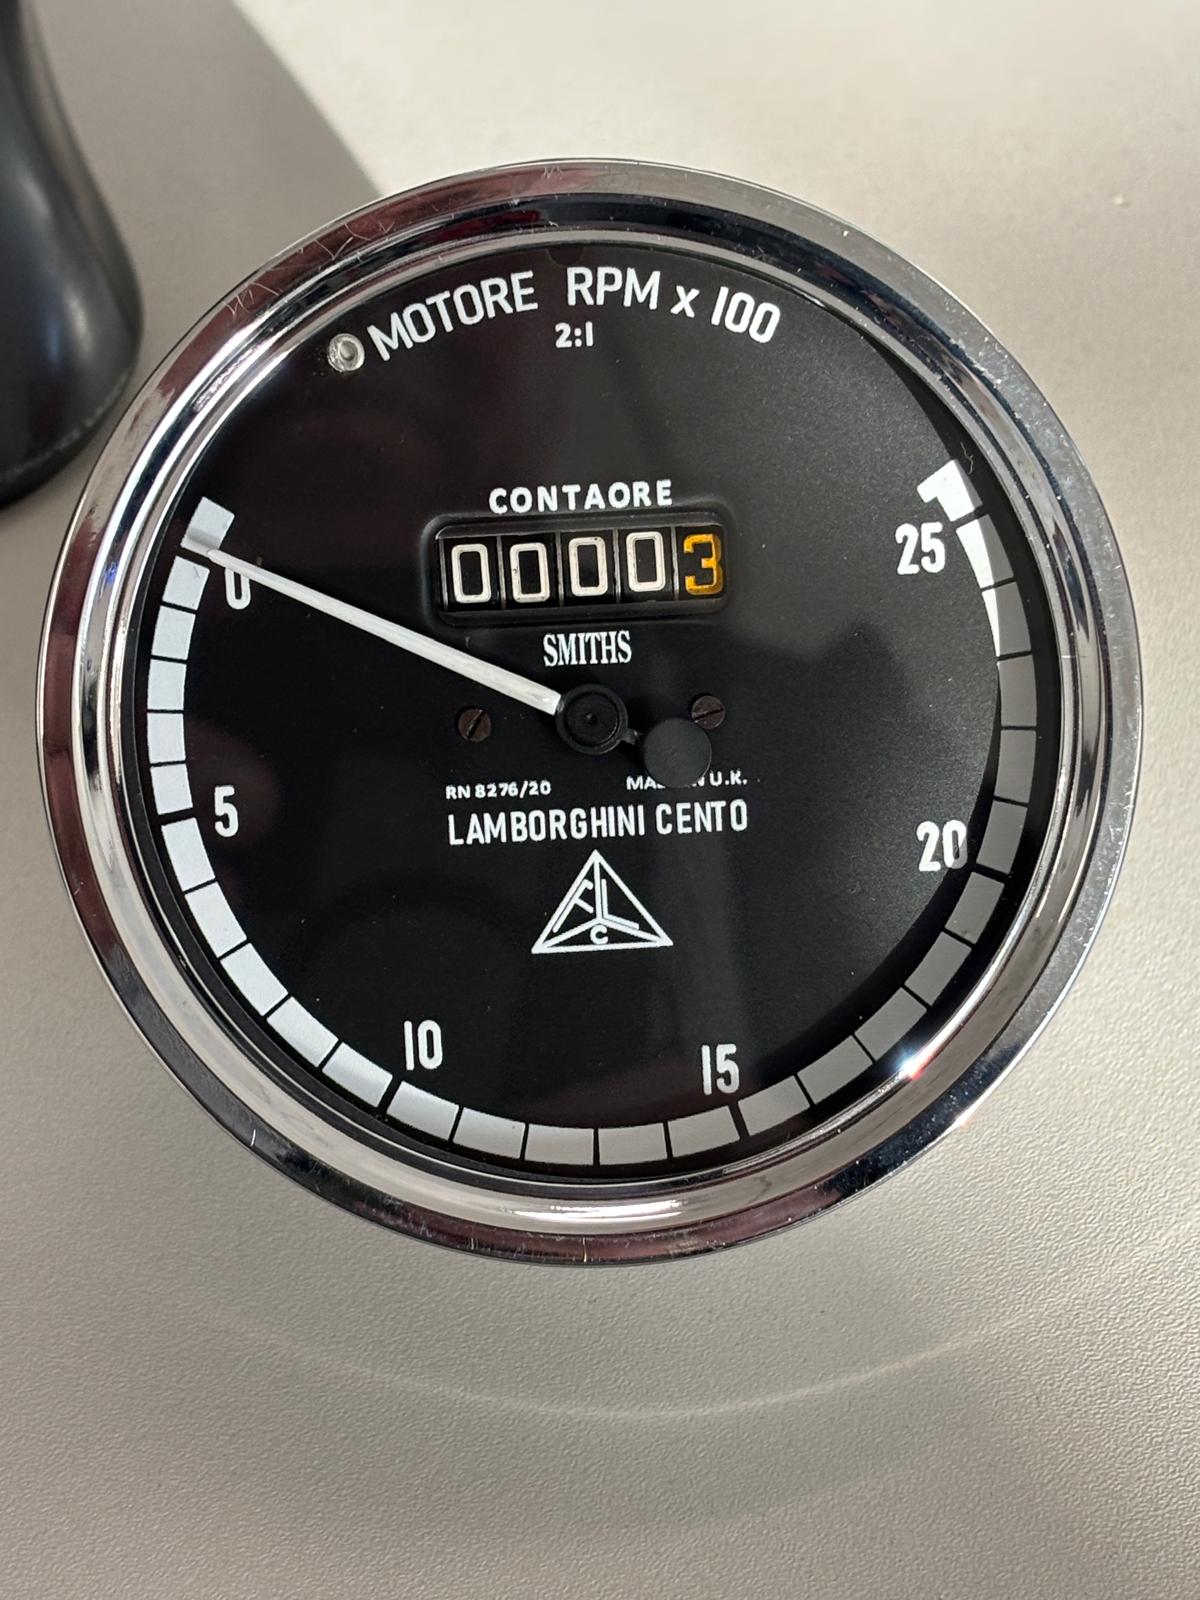 MOTORE RPM x 100
2:1
CONTAORE
00003
SMITHS
0
25
5
20
RN 8276/20
U.K.
LAMBORGHINI CENTO
F L
C
10
15